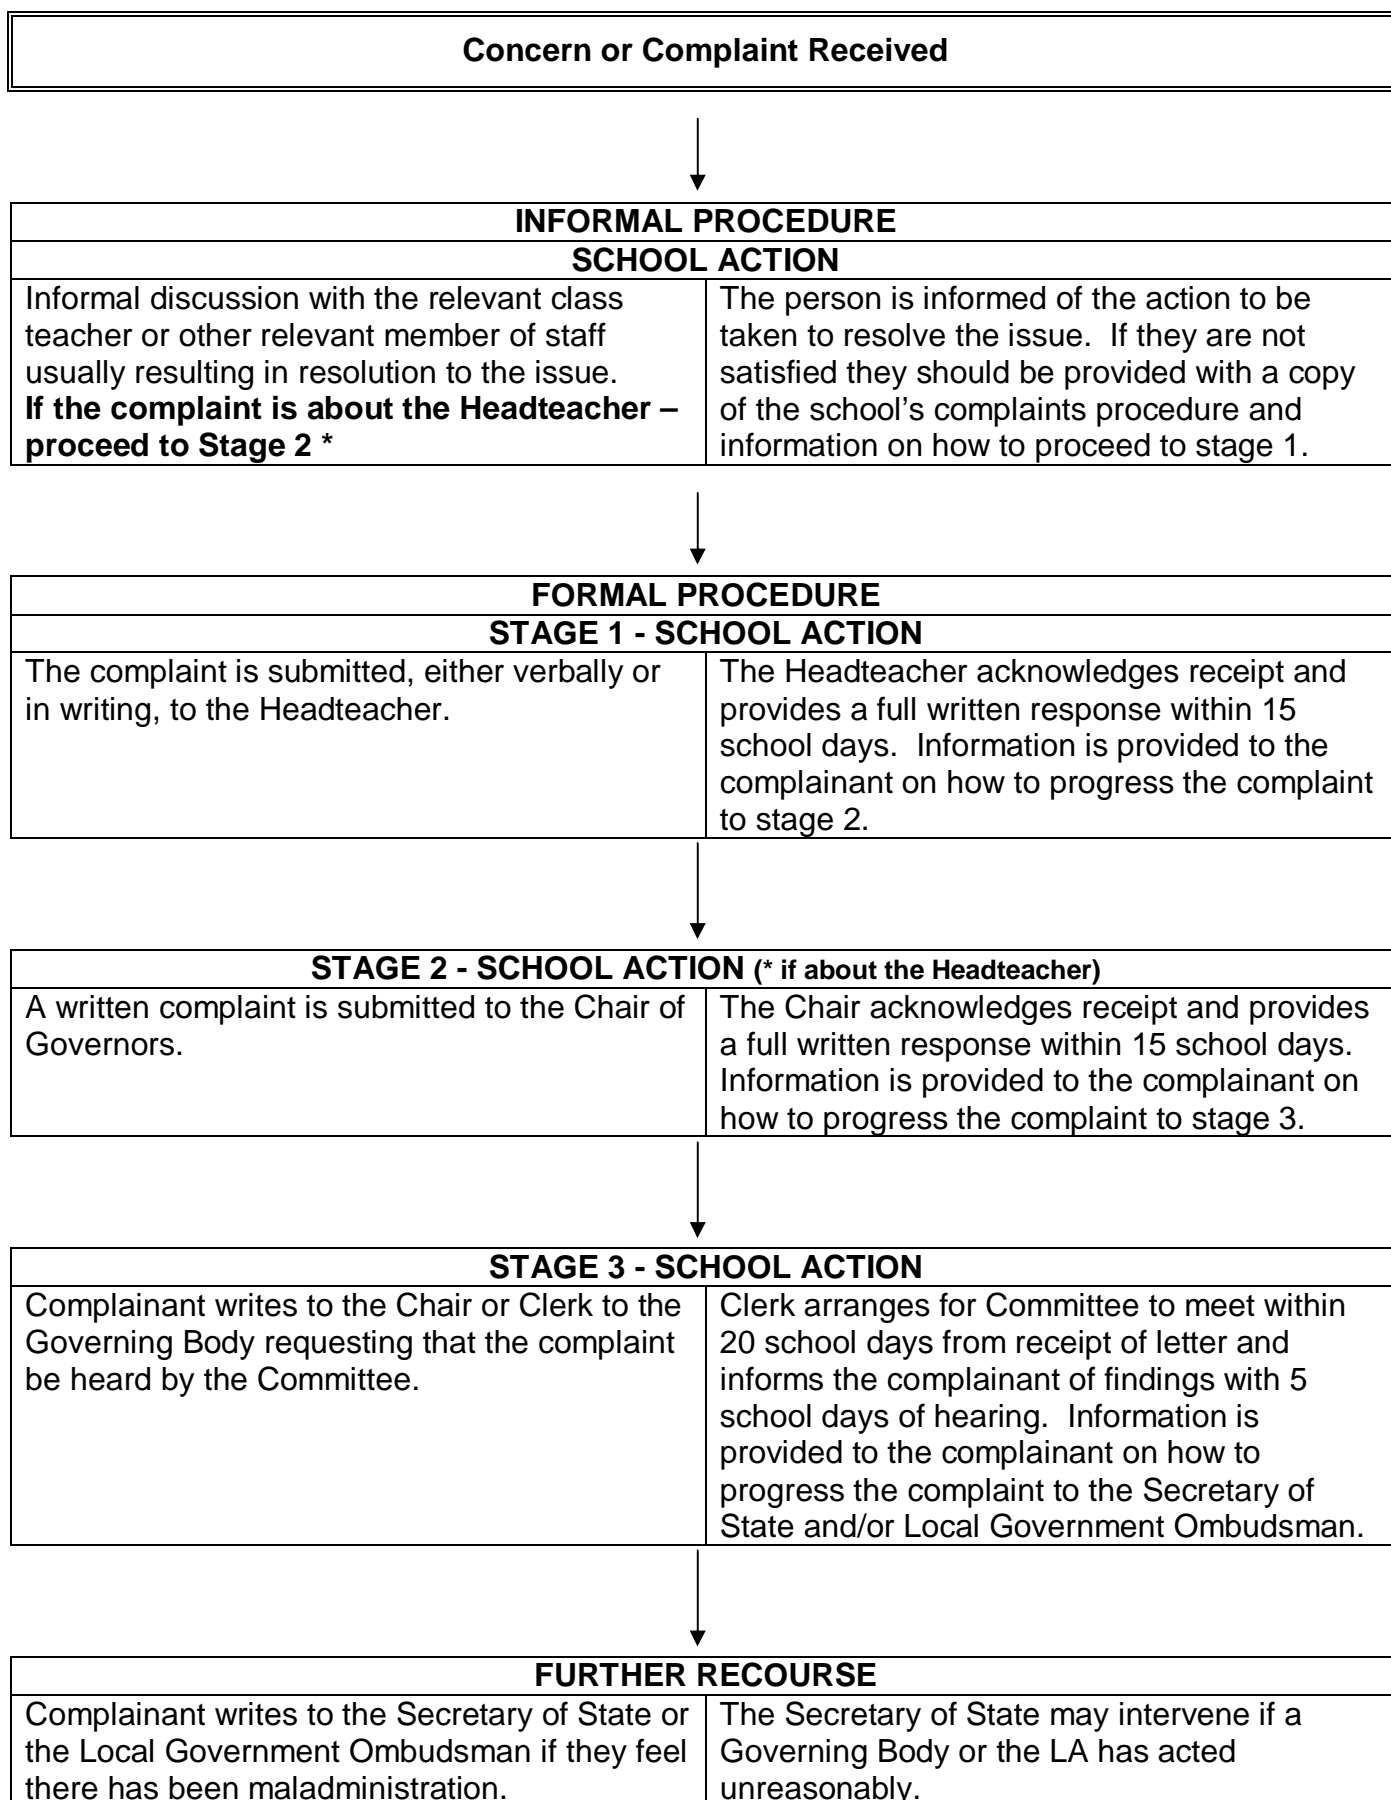 Concern or Complaint Received
INFORMAL PROCEDURE
SCHOOL ACTION
Informal discussion with the relevant class
teacher or other relevant member of staff
usually resulting in resolution to the issue.
If the complaint is about the Headteacher –
proceed to Stage 2 *
The person is informed of the action to be
taken to resolve the issue.  If they are not
satisfied they should be provided with a copy
of the school’s complaints procedure and
information on how to proceed to stage 1.
FORMAL PROCEDURE
STAGE 1 - SCHOOL ACTION
The complaint is submitted, either verbally or
in writing, to the Headteacher.
The Headteacher acknowledges receipt and
provides a full written response within 15
school days.  Information is provided to the
complainant on how to progress the complaint
to stage 2.
STAGE 2 - SCHOOL ACTION (* if about the Headteacher)
A written complaint is submitted to the Chair of
Governors.
The Chair acknowledges receipt and provides
a full written response within 15 school days.
Information is provided to the complainant on
how to progress the complaint to stage 3.
STAGE 3 - SCHOOL ACTION
Complainant writes to the Chair or Clerk to the
Governing Body requesting that the complaint
be heard by the Committee.
Clerk arranges for Committee to meet within
20 school days from receipt of letter and
informs the complainant of findings with 5
school days of hearing.  Information is
provided to the complainant on how to
progress the complaint to the Secretary of
State and/or Local Government Ombudsman.
FURTHER RECOURSE
Complainant writes to the Secretary of State or
the Local Government Ombudsman if they feel
there has been maladministration.
The Secretary of State may intervene if a
Governing Body or the LA has acted
unreasonably.